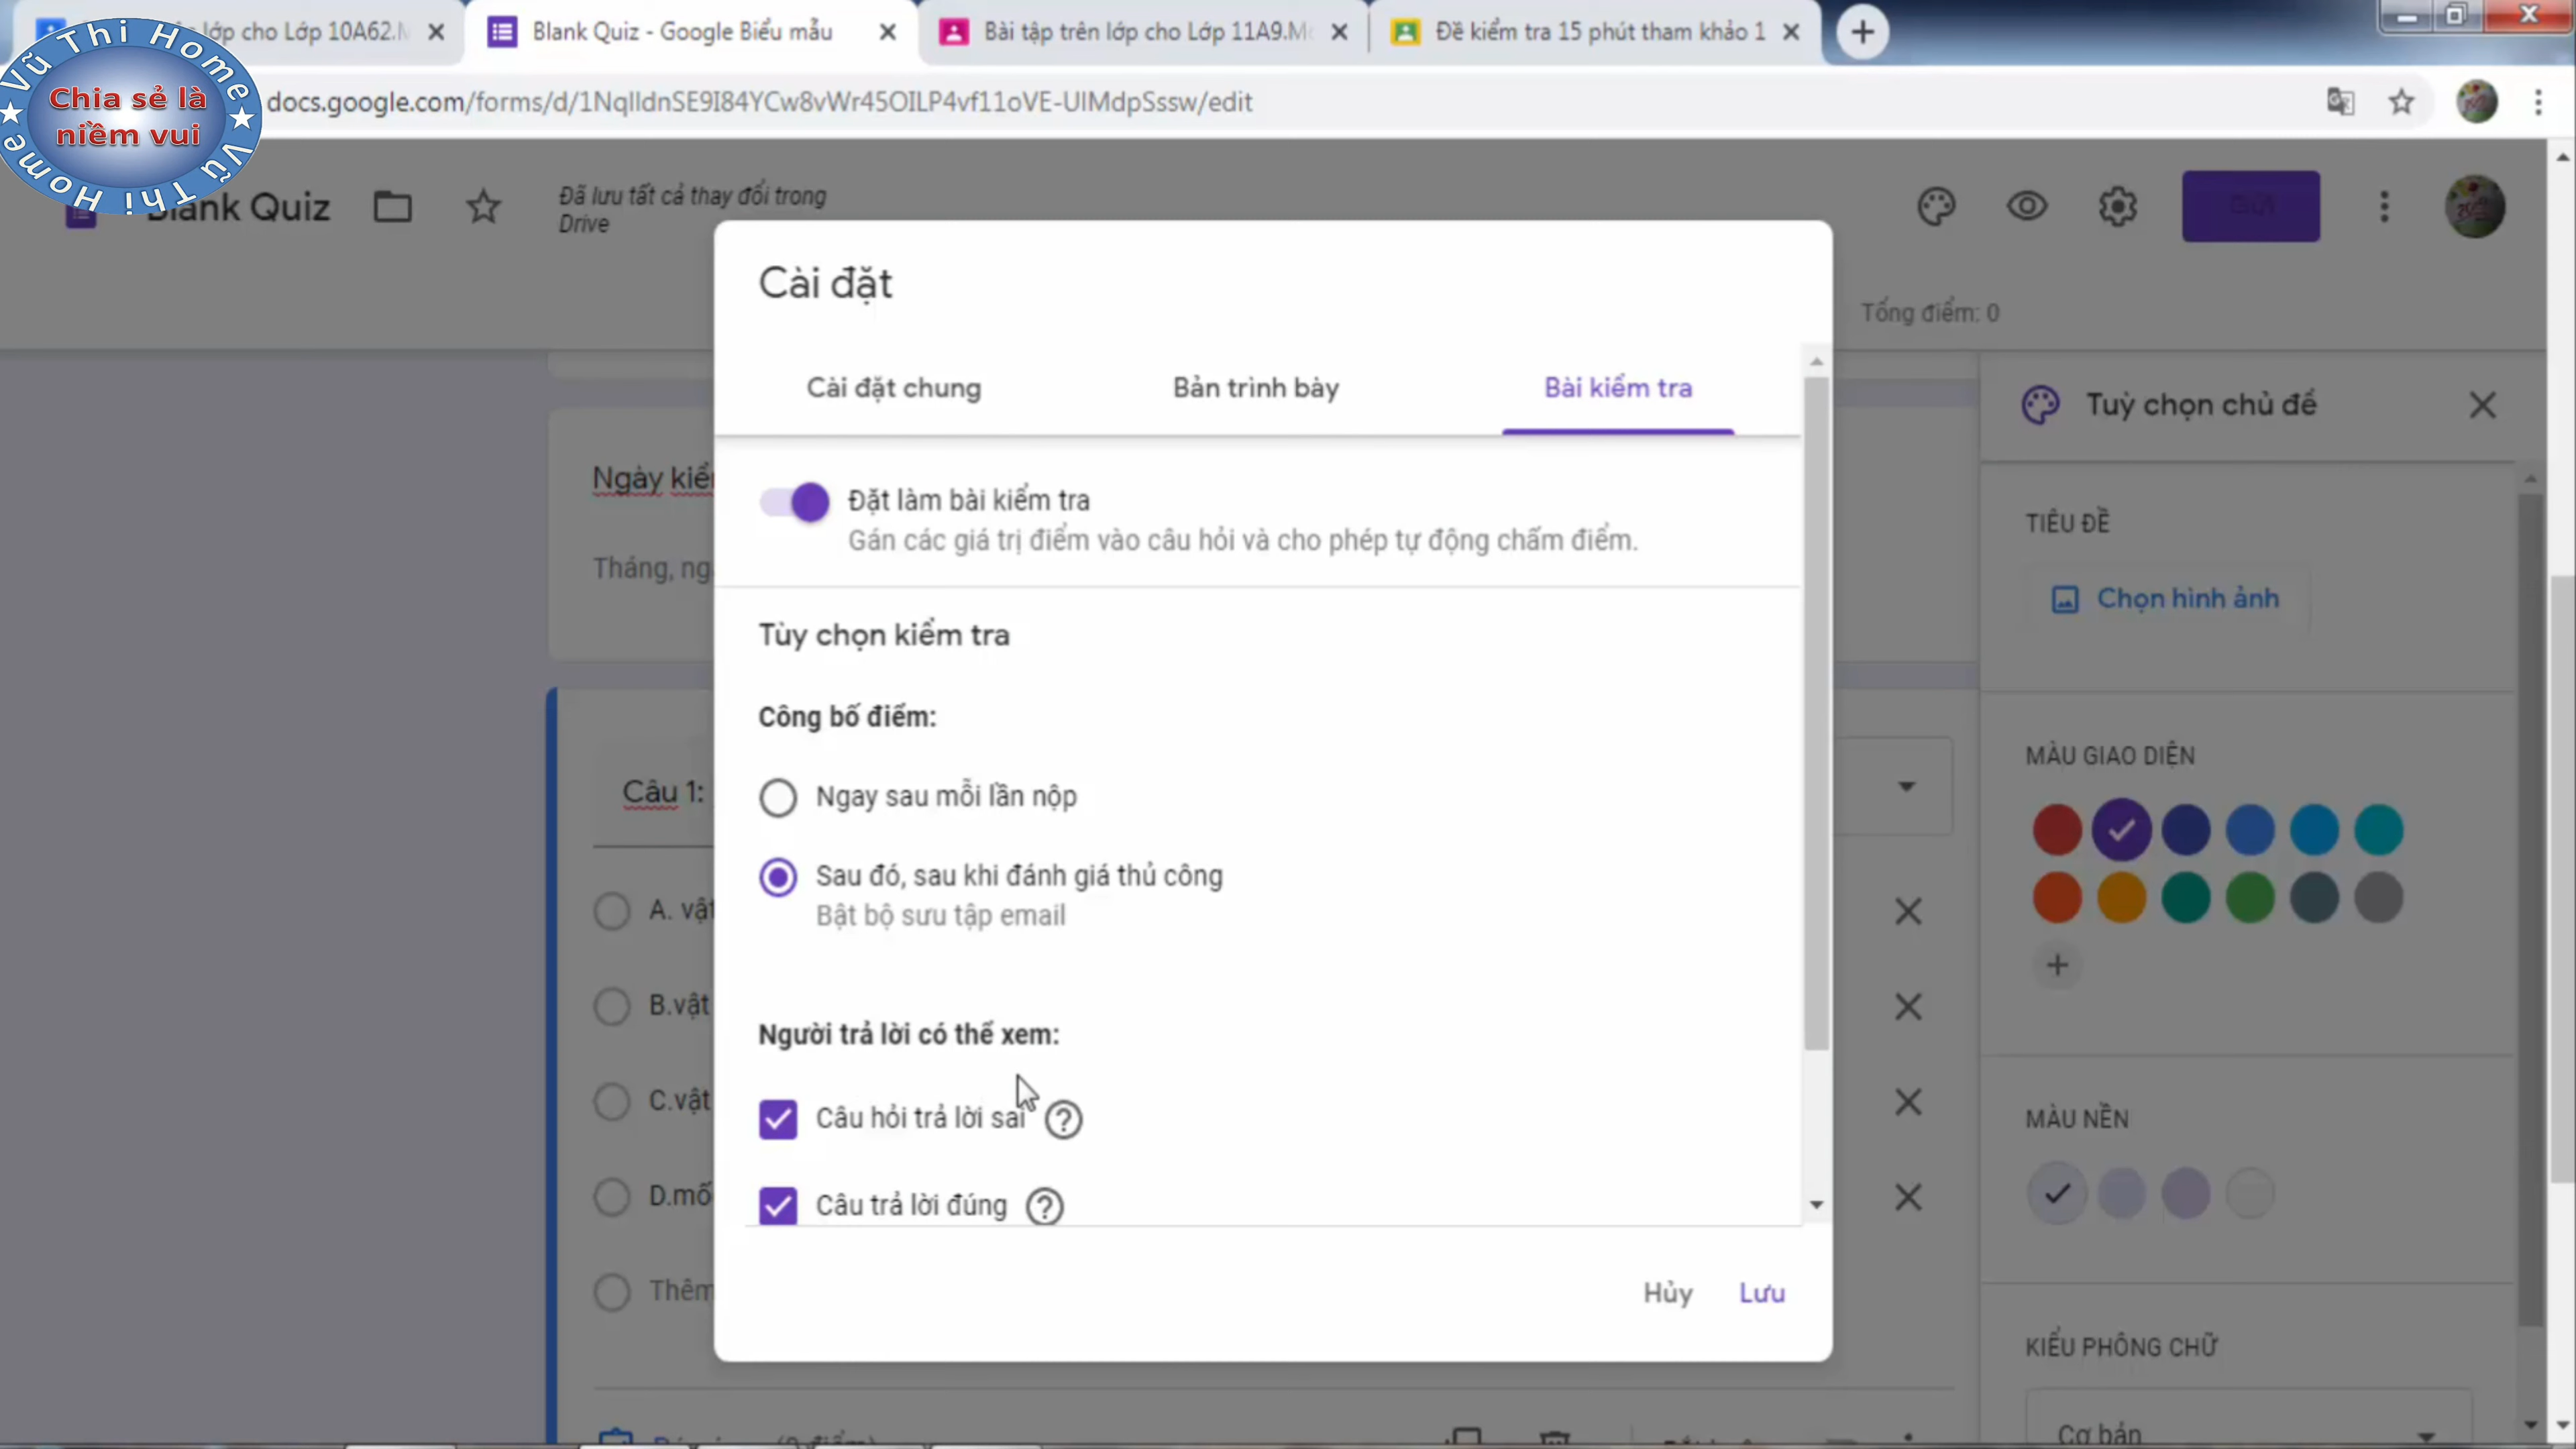 lớp cho Lớp 10A62.
Blank Quiz - Google Biểu mẫu
Bài tập trên lớp cho Lớp 11A9.
Đề kiểm tra 15 phút tham khảo 1
Vũ Thi Home
Chia sẻ là
niềm vui
Vũ Thi Home
docs.google.com/forms/d/1NqlIdnSE9I84YCw8vWr45OILP4vf11oVE-UIMdpSssw/edit
Blank Quiz
Đã lưu tất cả thay đổi trong
Drive
Gửi
Tổng điểm: 0
Cài đặt
Cài đặt chung
Bản trình bày
Bài kiểm tra
Đặt làm bài kiểm tra
Gán các giá trị điểm vào câu hỏi và cho phép tự động chấm điểm.
Tùy chọn kiểm tra
Công bố điểm:
Ngay sau mỗi lần nộp
Sau đó, sau khi đánh giá thủ công
Bật bộ sưu tập email
Người trả lời có thể xem:
Câu hỏi trả lời sai
Câu trả lời đúng
Hủy
Lưu
Ngày
Tháng,
Câu 1:
A.
B.vật
C.vật
D.
Tuỳ chọn chủ đề
TIÊU ĐỀ
Chọn hình ảnh
MÀU GIAO DIỆN
MÀU NỀN
KIỂU PHÔNG CHỮ
Cơ bản